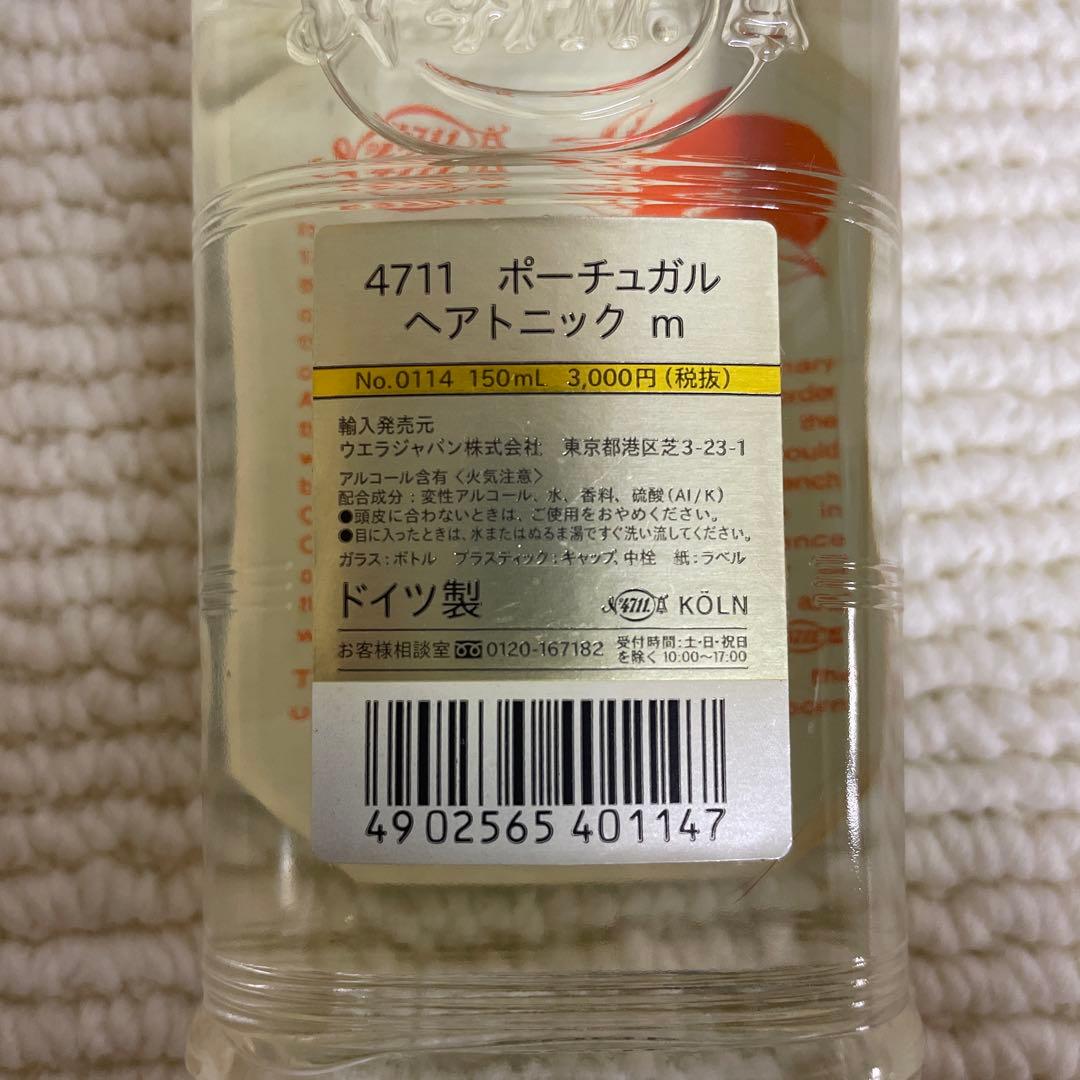 4711 ポーチュガル
ヘアトニック m
No.0114 150mL 3,000円(税抜)
輸入発売元
ウエラジャパン株式会社 東京都港区芝3-23-1
アルコール含有〈火気注意〉
配合成分:変性アルコール、水、香料、硫酸(Al/K)
●頭皮に合わないときは、ご使用をおやめください。
●目に入ったときは、水またはぬるま湯ですぐ洗い流してください。
ガラス:ボトル プラスティック:キャップ、中栓 紙:ラベル
ドイツ製 Nº4711. KÖLN
お客様相談室 0120-167182 受付時間:土・日・祝日
を除く 10:00〜17:00
4902565401147